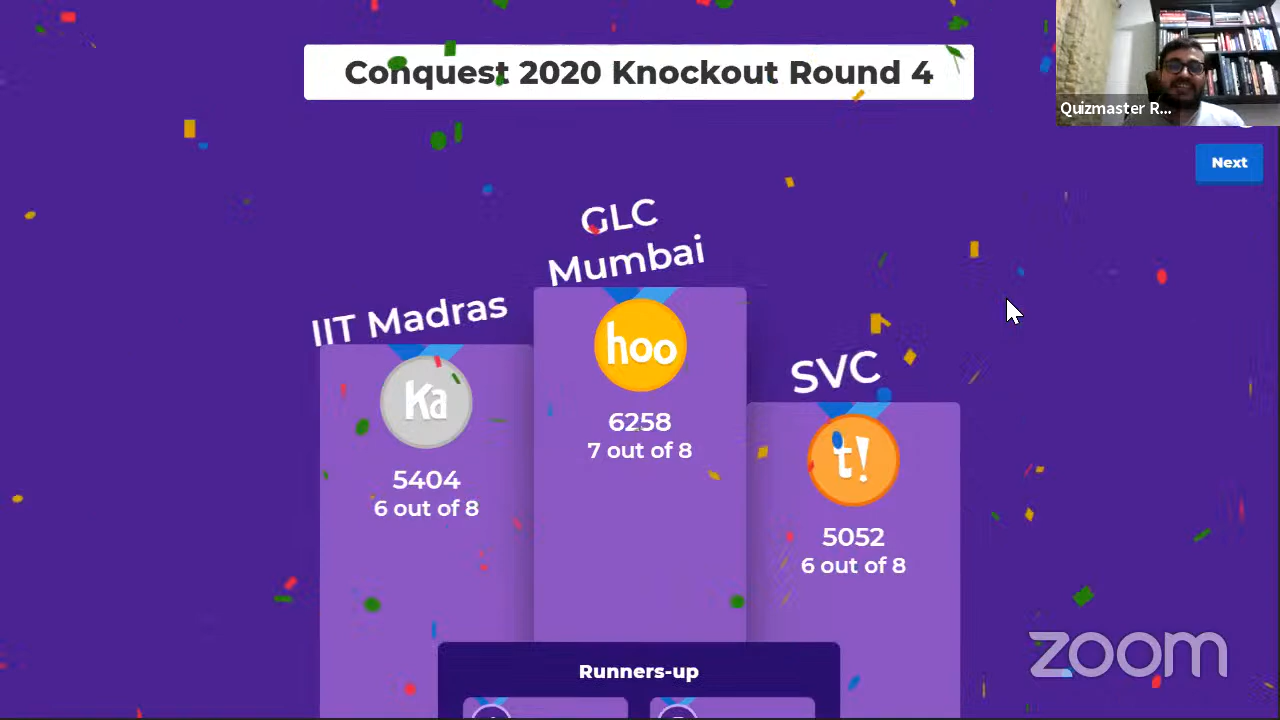 Conquest 2020 Knockout Round 4
Quizmaster R...
Next
GLC
Mumbai
IIT Madras
SVC
hoo
Ka
t!
6258
7 out of 8
5404
6 out of 8
5052
6 out of 8
Runners-up
zoom